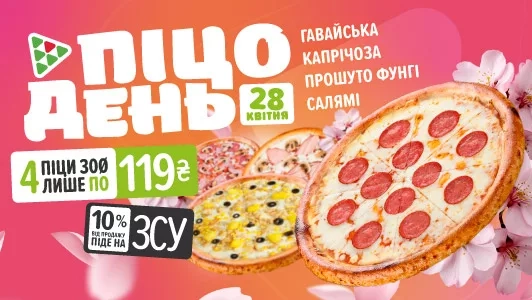 ПІЦО
ДЕНЬ
28
КВІТНЯ
ГАВАЙСЬКА
КАПРІЧОЗА
ПРОШУТО ФУНГІ
САЛЯМІ
4 ПІЦИ 30Ø
ЛИШЕ ПО
119₴
10%
ВІД ПРОДАЖУ
ПІДЕ НА
ЗСУ